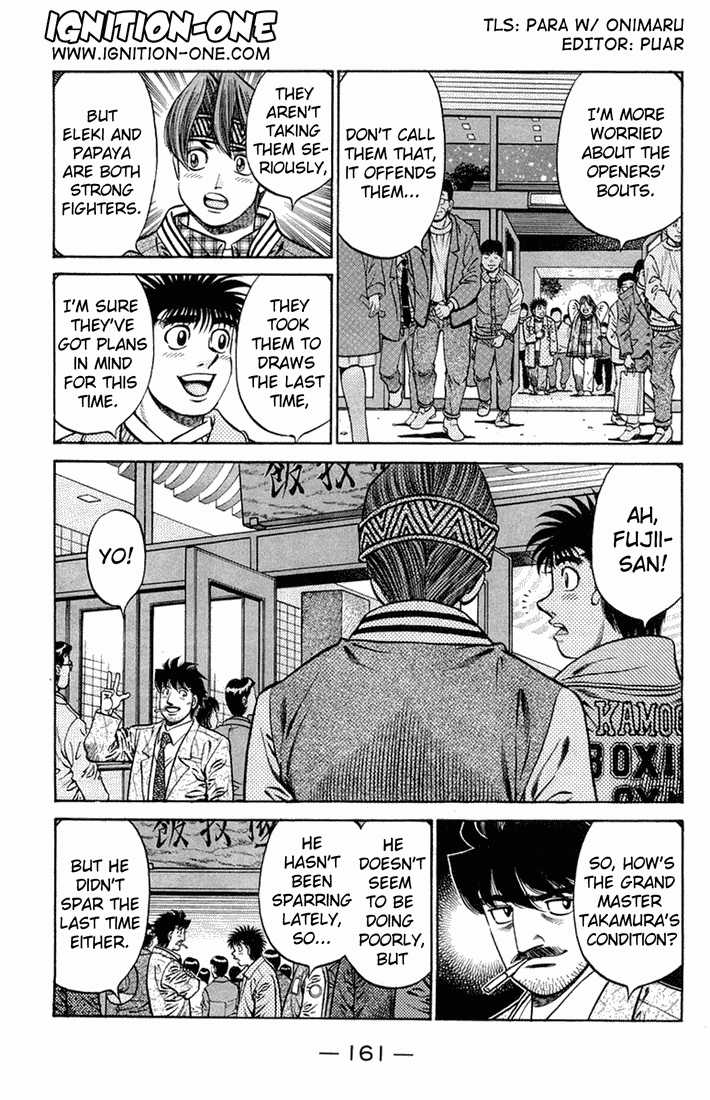 IGNITION-ONE
WWW.IGNITION-ONE.COM
TLS: PARA W/ ONIMARU
EDITOR: PUAR
I'M MORE
WORRIED
ABOUT THE
OPENERS'
BOUTS.
DON'T CALL
THEM THAT,
IT OFFENDS
THEM...
THEY
AREN'T
TAKING
THEM SE-
RIOUSLY,
BUT
ELEKI AND
PAPAYA
ARE BOTH
STRONG
FIGHTERS.
THEY
TOOK
THEM TO
DRAWS
THE LAST
TIME,
I'M SURE
THEY'VE
GOT PLANS
IN MIND
FOR THIS
TIME.
AH,
FUJII-
SAN!
YO!
KAMOG
BOXI
SO, HOW'S
THE GRAND
MASTER
TAKAMURA'S
CONDITION?
HE
DOESN'T
SEEM
TO BE
DOING
POORLY,
BUT
HE
HASN'T
BEEN
SPARRING
LATELY,
SO...
BUT HE
DIDN'T
SPAR THE
LAST TIME
EITHER.
— 161 —